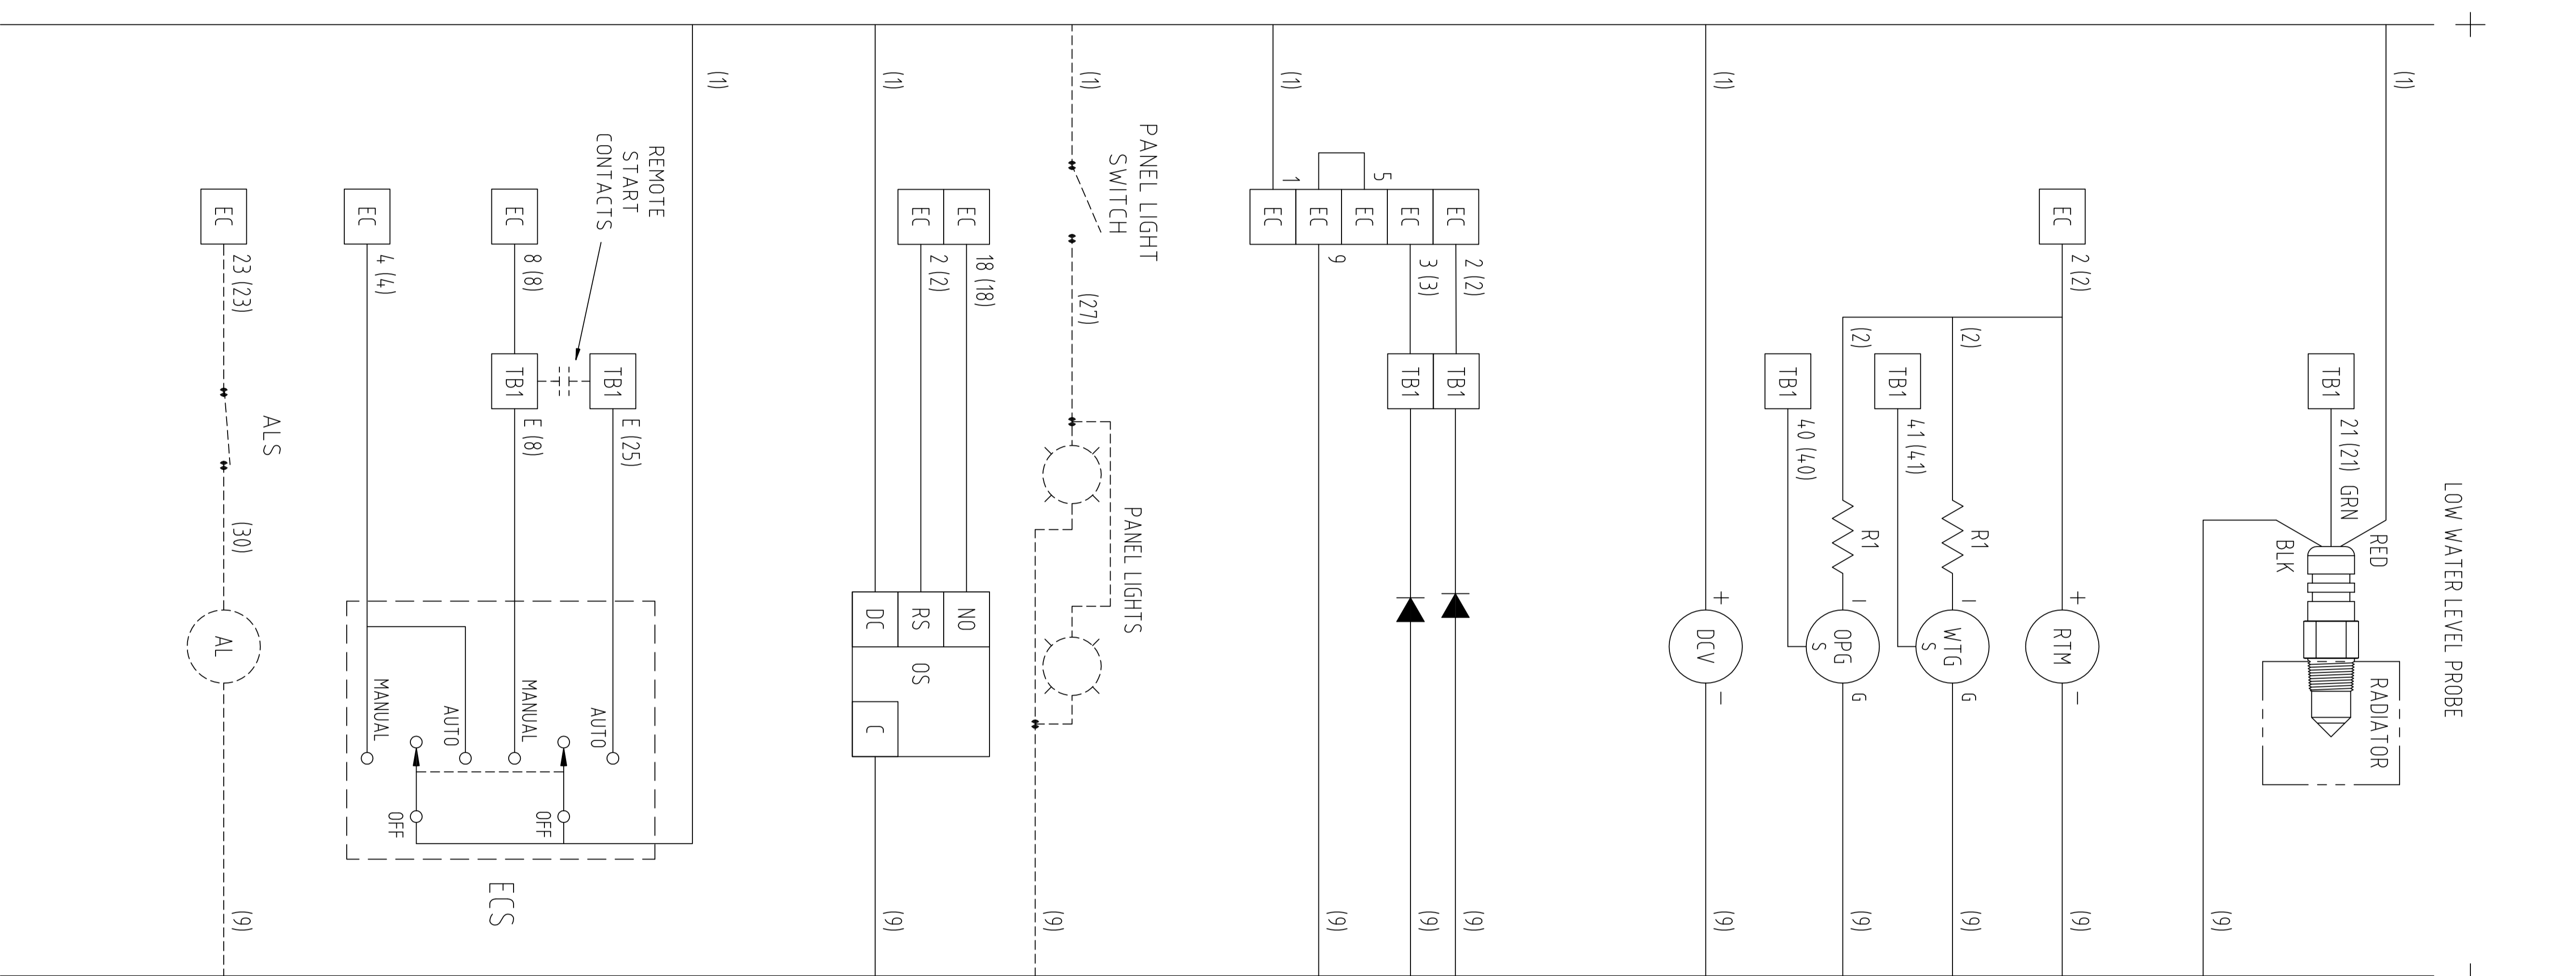 LOW WATER LEVEL PROBE
(1)
RED
TB1
21 (21) GRN
RADIATOR
BLK
(9)
EC
2 (2)
+
RTM
-
(9)
(2)
R1
-
WTG
S
G
(9)
TB1
41 (41)
(2)
R1
-
OPG
S
G
(9)
TB1
40 (40)
(1)
+
DCV
-
(9)
EC
2 (2)
TB1
(9)
EC
3 (3)
TB1
(9)
5
EC
EC
9
(9)
(1)
1
EC
PANEL LIGHT
SWITCH
PANEL LIGHTS
(1)
(27)
(9)
EC
18 (18)
NO
EC
2 (2)
RS
OS
(1)
DC
C
(9)
(1)
REMOTE
START
CONTACTS
TB1
E (25)
AUTO
OFF
EC
8 (8)
TB1
E (8)
MANUAL
AUTO
OFF
EC
4 (4)
MANUAL
ECS
ALS
EC
23 (23)
(30)
AL
(9)